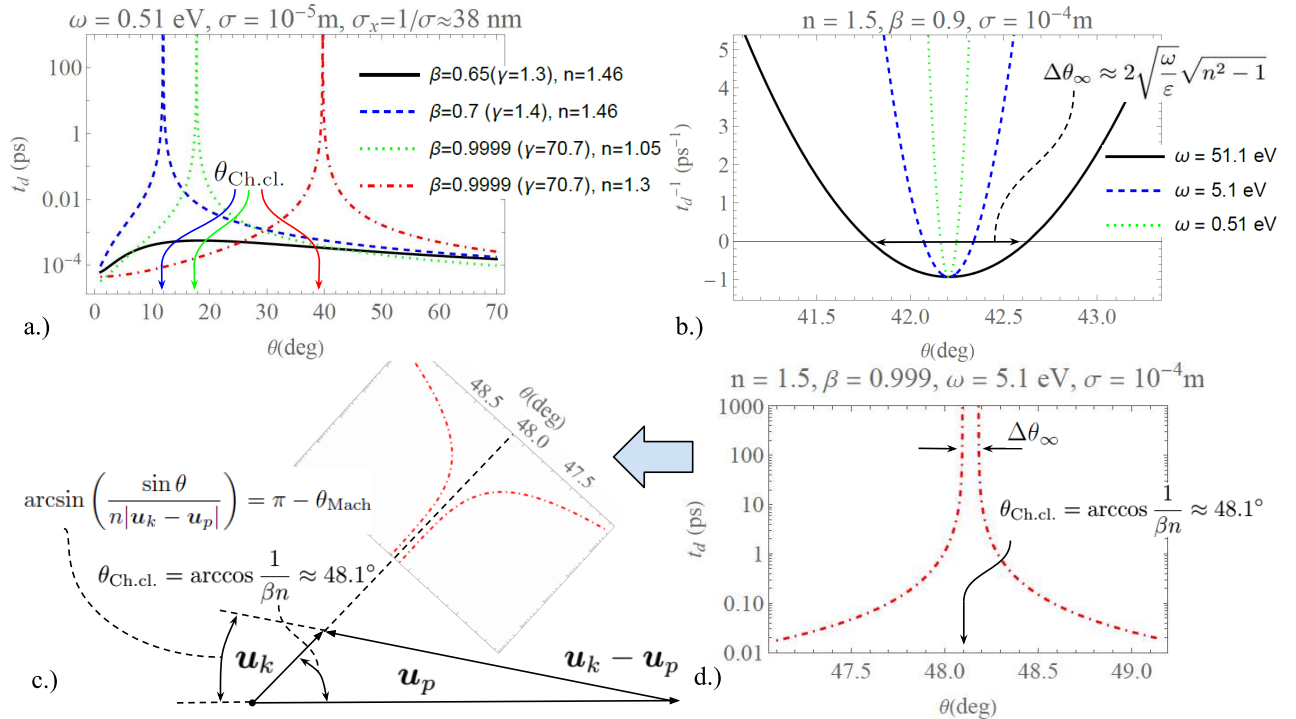 ω = 0.51 eV, σ = 10⁻⁵m, σₓ=1/σ≈38 nm
100
1
0.01
10⁻⁴
t_d (ps)
β=0.65(γ=1.3), n=1.46
β=0.7 (γ=1.4), n=1.46
β=0.9999 (γ=70.7), n=1.05
β=0.9999 (γ=70.7), n=1.3
θ_Ch.cl.
0 10 20 30 40 50 60 70
θ(deg)
a.)
n = 1.5, β = 0.9, σ = 10⁻⁴m
5
4
3
2
1
0
−1
t_d⁻¹ (ps⁻¹)
Δθ_∞ ≈ 2√(ω/ε)√(n² − 1)
ω = 51.1 eV
ω = 5.1 eV
ω = 0.51 eV
41.5 42.0 42.5 43.0
θ(deg)
b.)
48.5 48.0 47.5
θ(deg)
arcsin (sin θ / n|u_k − u_p|) = π − θ_Mach
θ_Ch.cl. = arccos 1/βn ≈ 48.1°
u_k
u_p
u_k − u_p
c.)
n = 1.5, β = 0.999, ω = 5.1 eV, σ = 10⁻⁴m
1000
100
10
1
0.10
0.01
t_d (ps)
Δθ_∞
θ_Ch.cl. = arccos 1/βn ≈ 48.1°
47.5 48.0 48.5 49.0
θ(deg)
d.)